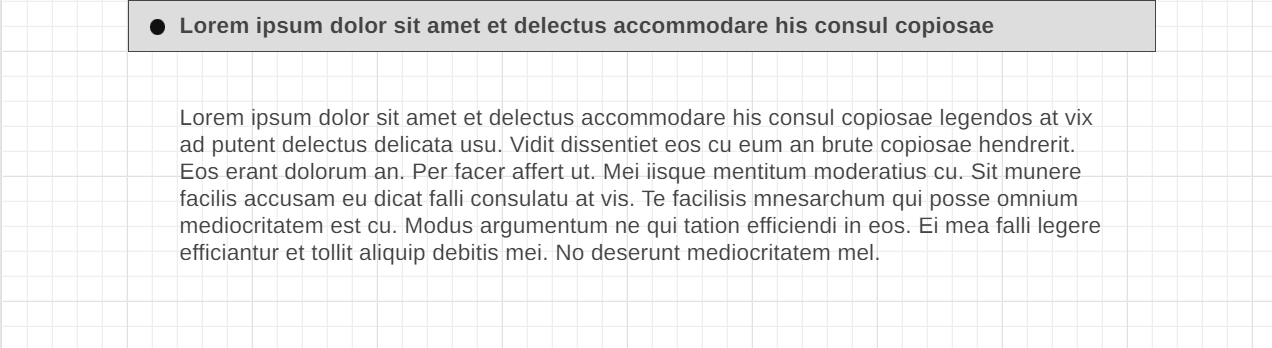 Lorem ipsum dolor sit amet et delectus accommodare his consul copiosae
Lorem ipsum dolor sit amet et delectus accommodare his consul copiosae legendos at vix
ad putent delectus delicata usu. Vidit dissentiet eos cu eum an brute copiosae hendrerit.
Eos erant dolorum an. Per facer affert ut. Mei iisque mentitum moderatius cu. Sit munere
facilis accusam eu dicat falli consulatu at vis. Te facilisis mnesarchum qui posse omnium
mediocritatem est cu. Modus argumentum ne qui tation efficiendi in eos. Ei mea falli legere
efficiantur et tollit aliquip debitis mei. No deserunt mediocritatem mel.